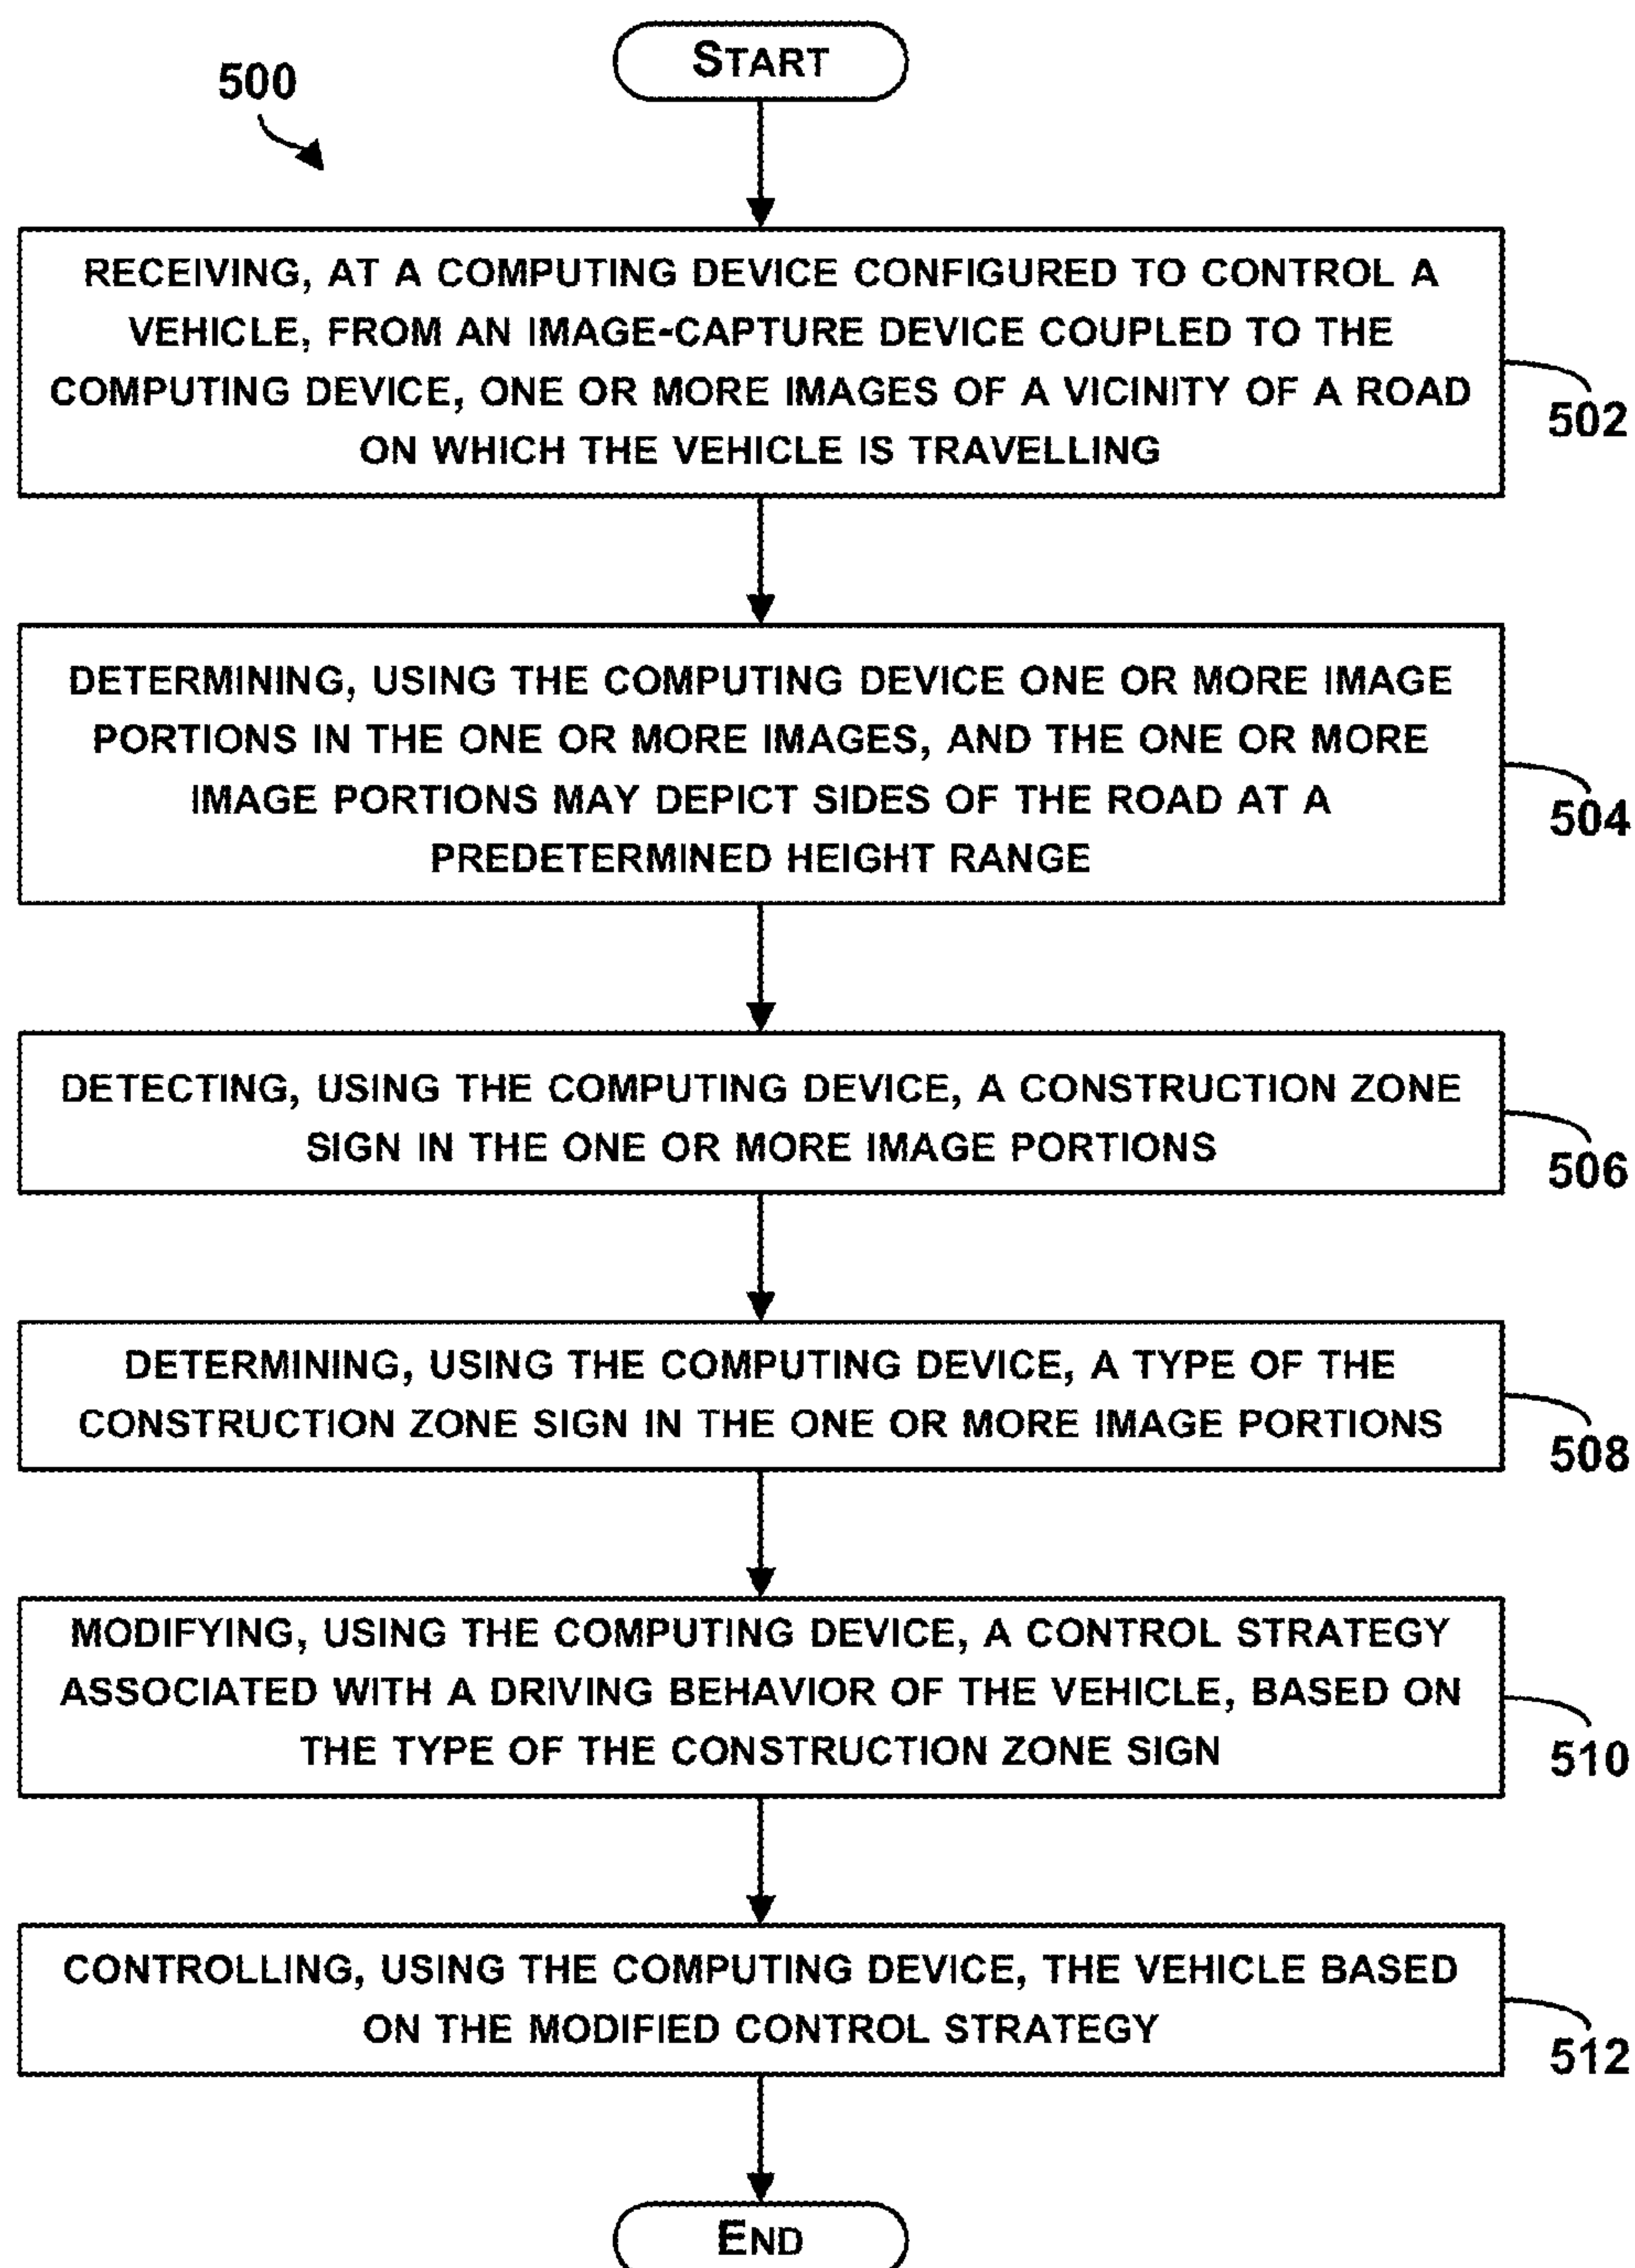 START
500
RECEIVING, AT A COMPUTING DEVICE CONFIGURED TO CONTROL A
VEHICLE, FROM AN IMAGE-CAPTURE DEVICE COUPLED TO THE
COMPUTING DEVICE, ONE OR MORE IMAGES OF A VICINITY OF A ROAD
ON WHICH THE VEHICLE IS TRAVELLING
502
DETERMINING, USING THE COMPUTING DEVICE ONE OR MORE IMAGE
PORTIONS IN THE ONE OR MORE IMAGES, AND THE ONE OR MORE
IMAGE PORTIONS MAY DEPICT SIDES OF THE ROAD AT A
PREDETERMINED HEIGHT RANGE
504
DETECTING, USING THE COMPUTING DEVICE, A CONSTRUCTION ZONE
SIGN IN THE ONE OR MORE IMAGE PORTIONS
506
DETERMINING, USING THE COMPUTING DEVICE, A TYPE OF THE
CONSTRUCTION ZONE SIGN IN THE ONE OR MORE IMAGE PORTIONS
508
MODIFYING, USING THE COMPUTING DEVICE, A CONTROL STRATEGY
ASSOCIATED WITH A DRIVING BEHAVIOR OF THE VEHICLE, BASED ON
THE TYPE OF THE CONSTRUCTION ZONE SIGN
510
CONTROLLING, USING THE COMPUTING DEVICE, THE VEHICLE BASED
ON THE MODIFIED CONTROL STRATEGY
512
END